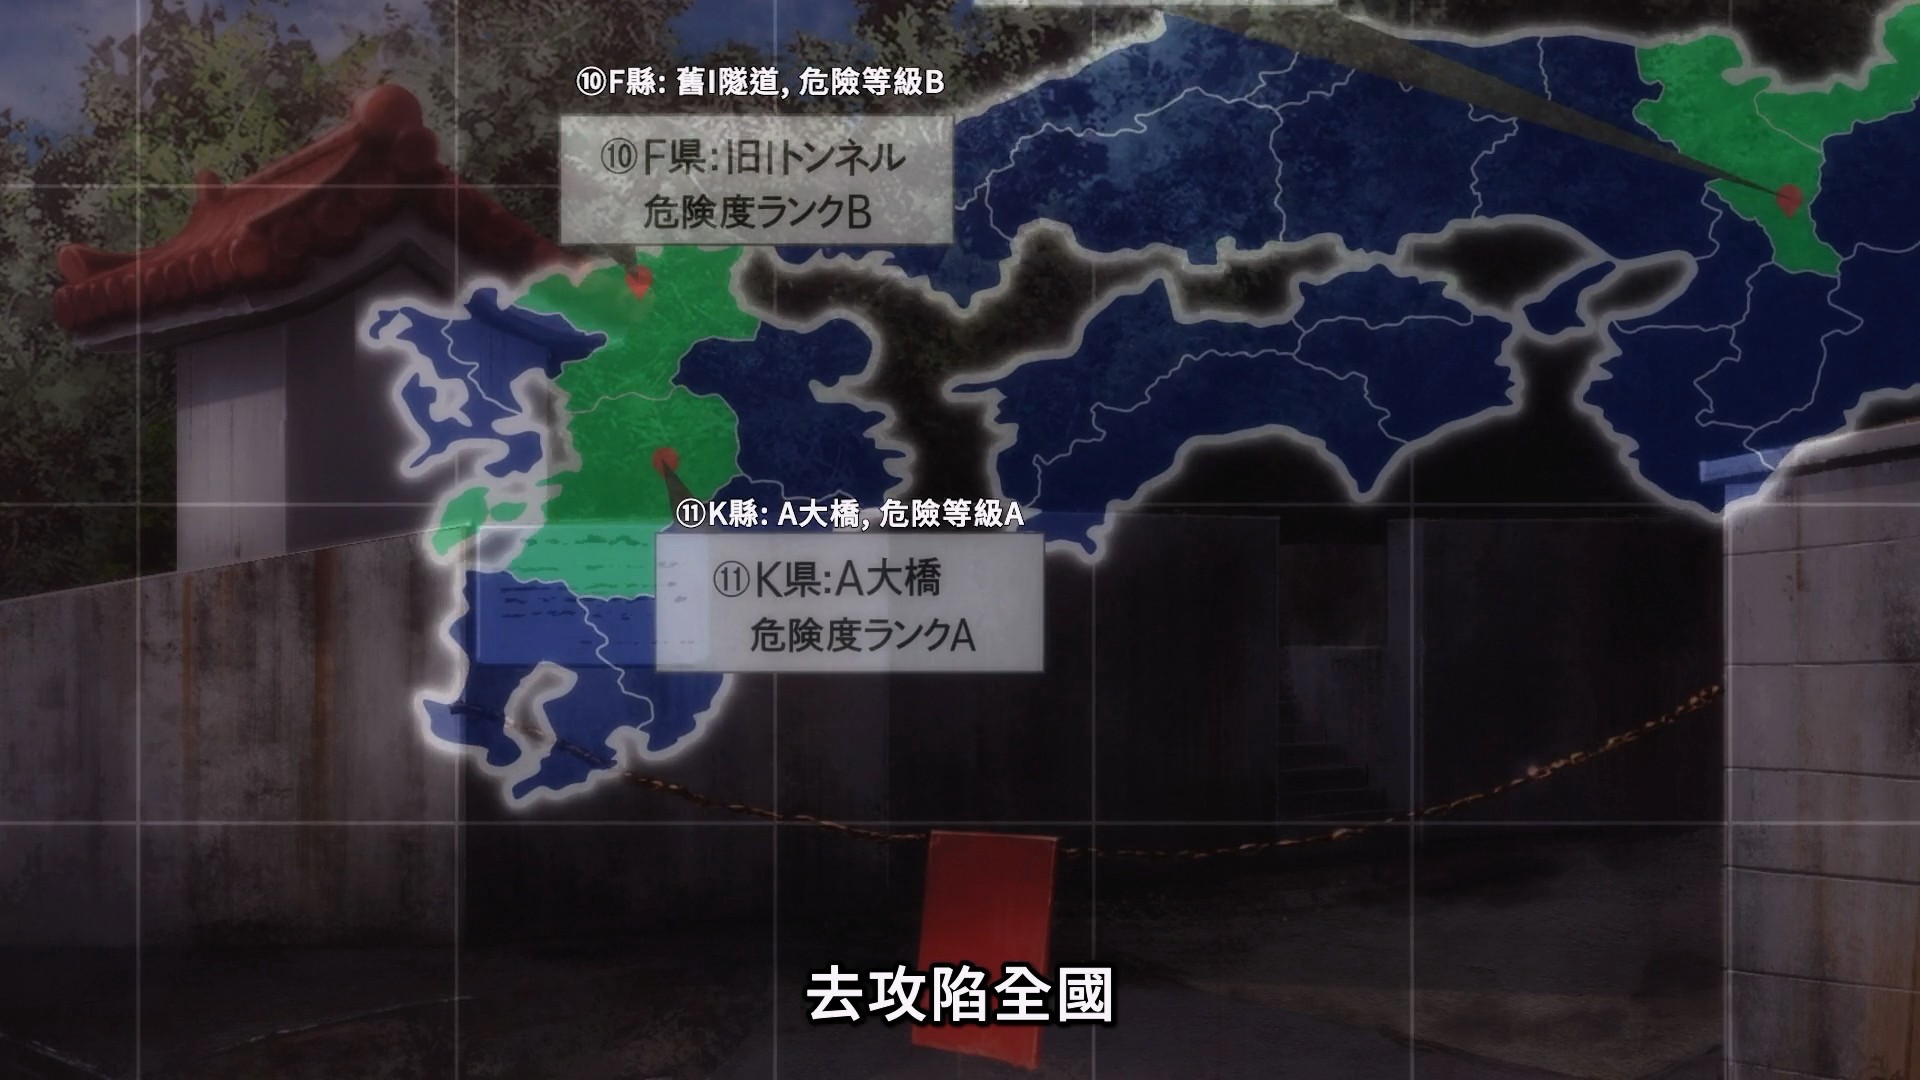 ⑩F縣: 舊I隧道, 危險等級B
⑩F県:旧Iトンネル
危険度ランクB
⑪K縣: A大橋, 危險等級A
⑪K県:A大橋
危険度ランクA
去攻陷全國